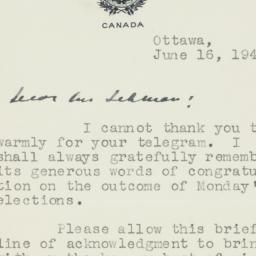 CANADA
Ottawa,
June 16, 194
Dear Mr Lehman:
I cannot thank you t
warmly for your telegram. I
shall always gratefully rememb
its generous words of congratu
tion on the outcome of Monday'
elections.
Please allow this brief
line of acknowledgment to brin